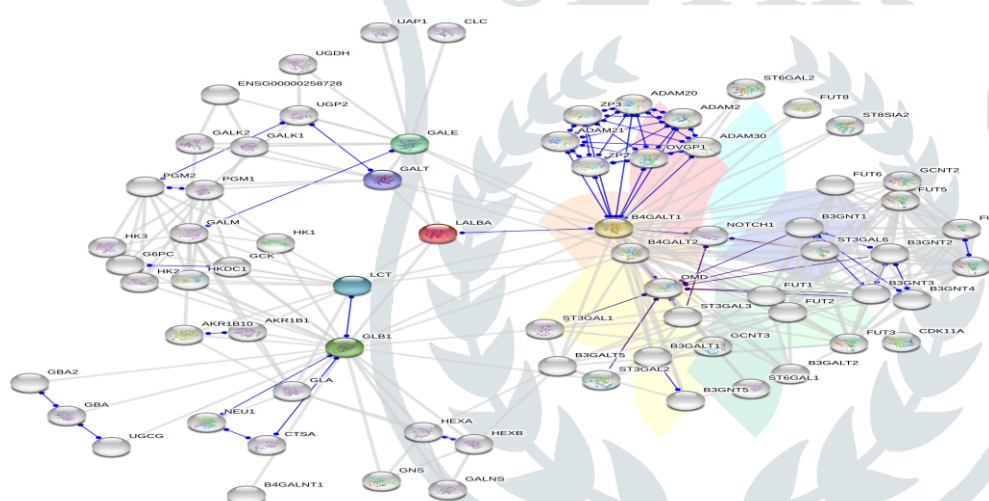 UAP1
CLC
UGDH
ENSG00000258728
UGP2
GALK2
GALK1
GALE
GALT
PGM2
PGM1
GALM
LALBA
HK3
HK1
G6PC
GCK
HK2
HKDC1
LCT
AKR1B10
AKR1B1
GLB1
GBA2
GLA
GBA
NEU1
UGCG
CTSA
HEXA
HEXB
GNS
GALNS
B4GALNT1
ST6GAL2
ADAM20
ZP3
FUT8
ADAM2
ST8SIA2
ADAM21
ADAM30
OVGP1
ZP2
GCNT2
FUT6
FUT5
B4GALT1
B3GNT1
NOTCH1
B4GALT2
ST3GAL6
B3GNT2
OMD
B3GNT3
FUT1
B3GNT4
FUT2
ST3GAL3
ST3GAL1
GCNT3
FUT3
CDK11A
B3GALT1
B3GALT5
B3GALT2
ST3GAL2
ST6GAL1
B3GNT5